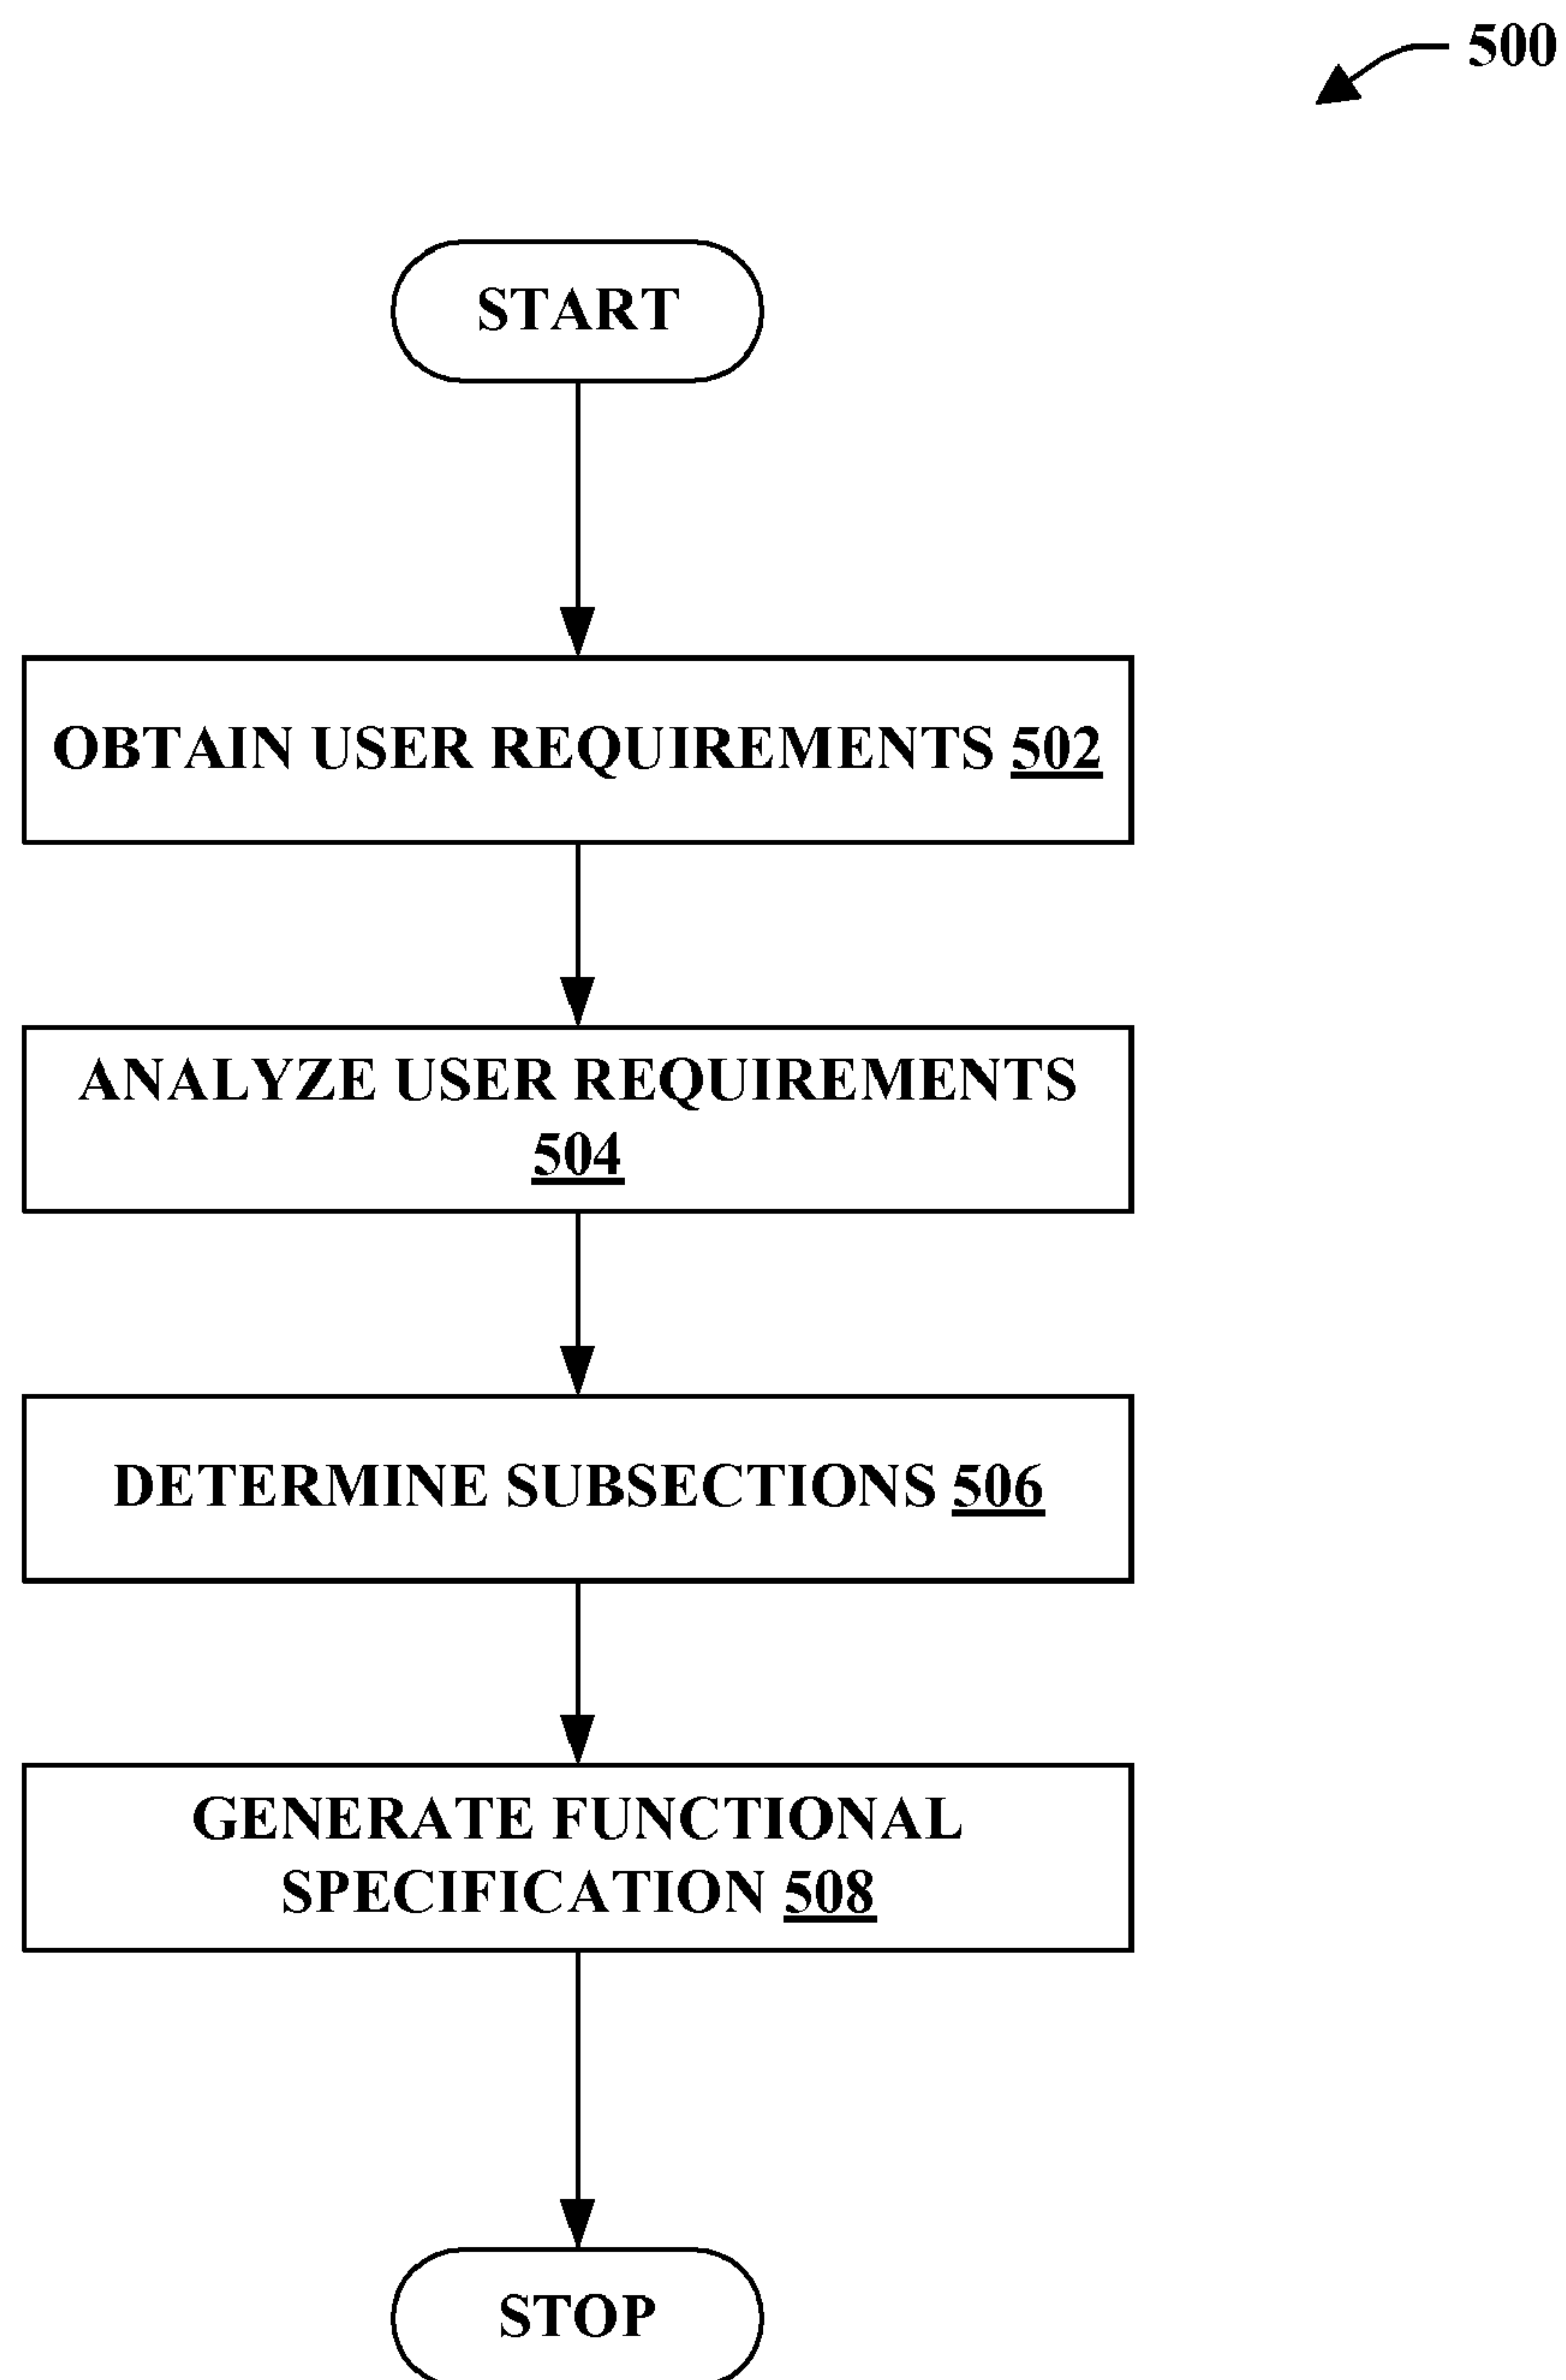 500
START
OBTAIN USER REQUIREMENTS 502
ANALYZE USER REQUIREMENTS
504
DETERMINE SUBSECTIONS 506
GENERATE FUNCTIONAL
SPECIFICATION 508
STOP